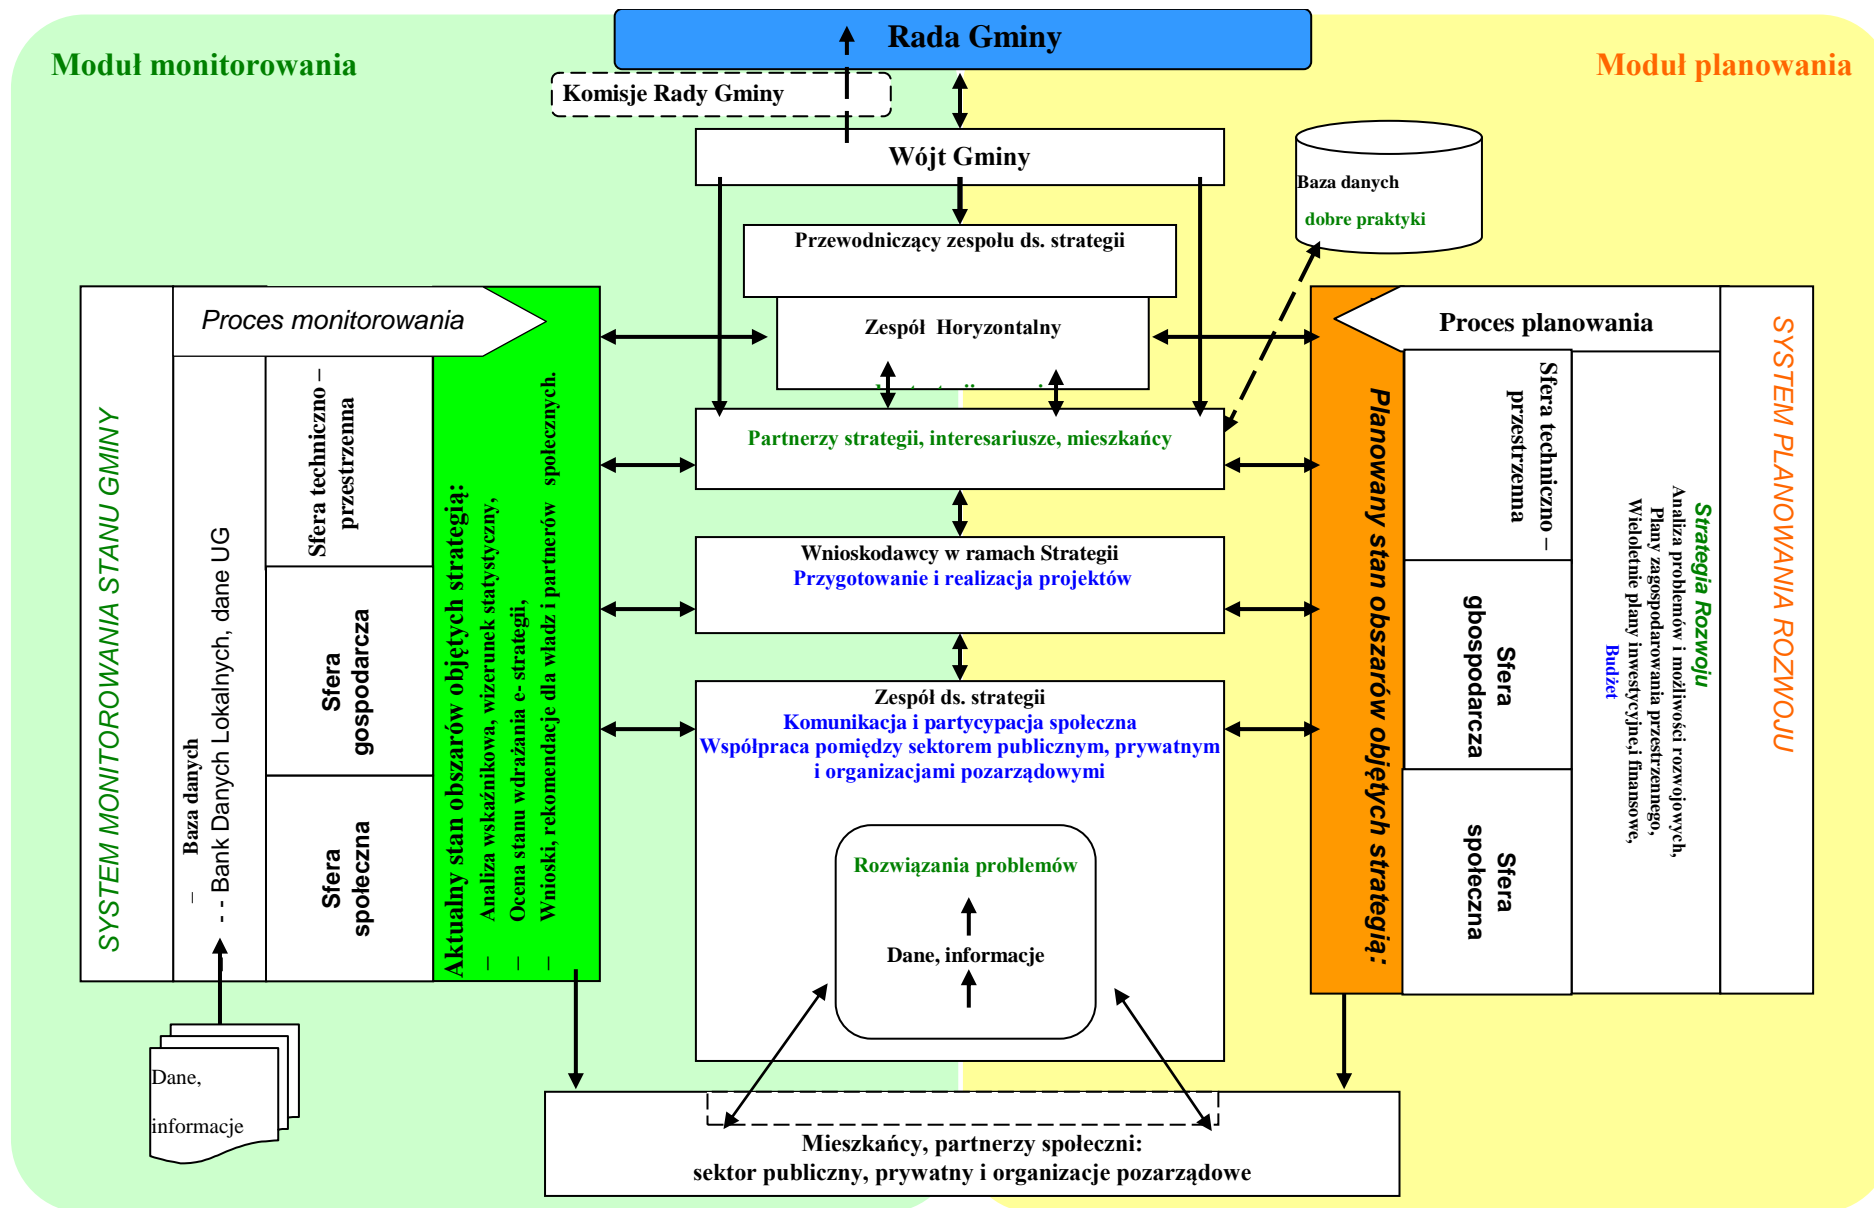 Rada Gminy
Moduł monitorowania
Moduł planowania
Komisje Rady Gminy
Wójt Gminy
Baza danych
dobre praktyki
Przewodniczący zespołu ds. strategii
Zespół Horyzontalny
Partnerzy strategii, interesariusze, mieszkańcy
Wnioskodawcy w ramach Strategii
Przygotowanie i realizacja projektów
Zespół ds. strategii
Komunikacja i partycypacja społeczna
Współpraca pomiędzy sektorem publicznym, prywatnym
i organizacjami pozarządowymi
Rozwiązania problemów
Dane, informacje
Mieszkańcy, partnerzy społeczni:
sektor publiczny, prywatny i organizacje pozarządowe
SYSTEM MONITOROWANIA STANU GMINY
Proces monitorowania
– Baza danych
- - Bank Danych Lokalnych, dane UG
Sfera techniczno –
przestrzenna
Sfera
gospodarcza
Sfera
społeczna
Aktualny stan obszarów objętych strategią:
– Analiza wskaźnikowa, wizerunek statystyczny,
– Ocena stanu wdrażania e- strategii,
– Wnioski, rekomendacje dla władz i partnerów społecznych.
Dane,
informacje
Proces planowania
Planowany stan obszarów objętych strategią:
Sfera techniczno –
przestrzenna
Sfera
gbospodarcza
Sfera
społeczna
Strategia Rozwoju
Analiza problemów i możliwości rozwojowych,
Plany zagospodarowania przestrzennego,
Wieloletnie plany inwestycyjne,i finansowe,
Budżet
SYSTEM PLANOWANIA ROZWOJU